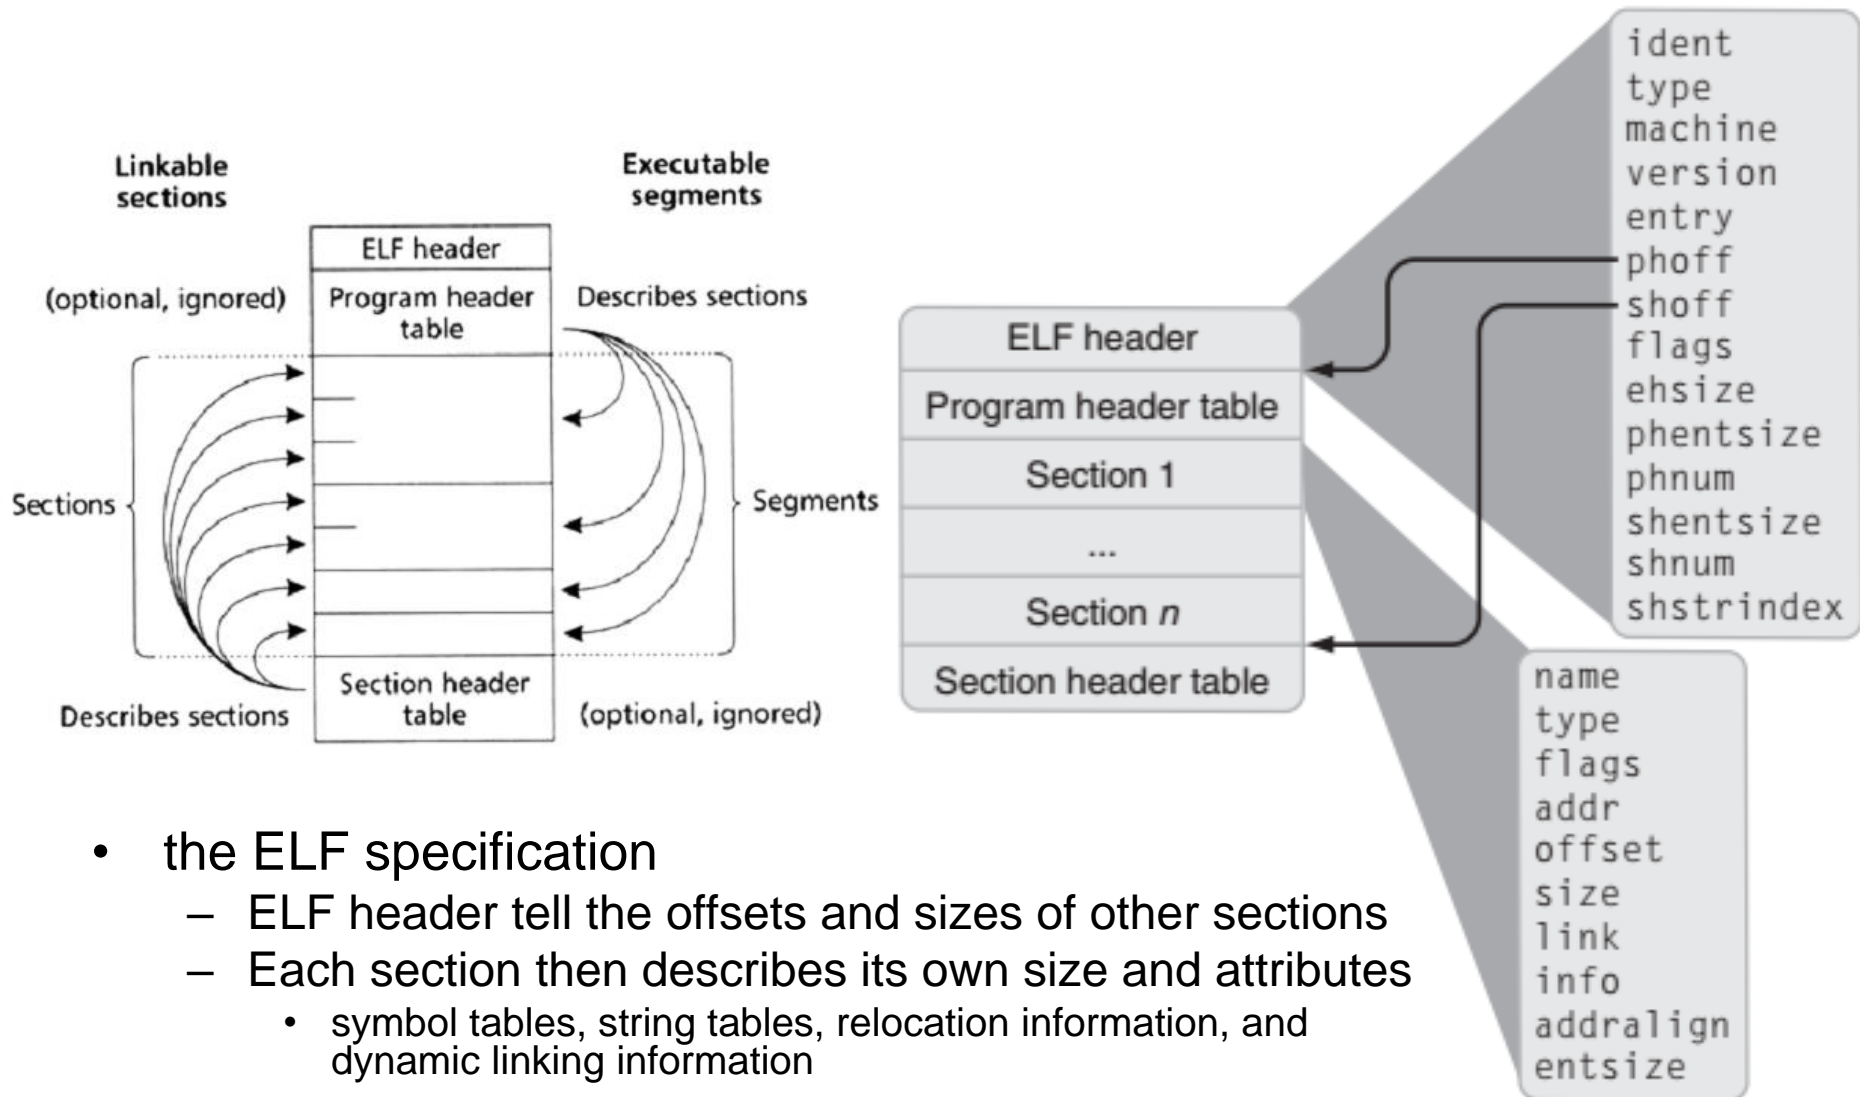 Linkable
sections
Executable
segments
ELF header
(optional, ignored)
Program header
table
Describes sections
Sections
Segments
Describes sections
Section header
table
(optional, ignored)
ELF header
Program header table
Section 1
...
Section n
Section header table
ident
type
machine
version
entry
phoff
shoff
flags
ehsize
phentsize
phnum
shentsize
shnum
shstrindex
name
type
flags
addr
offset
size
link
info
addralign
entsize
• the ELF specification
– ELF header tell the offsets and sizes of other sections
– Each section then describes its own size and attributes
• symbol tables, string tables, relocation information, and
dynamic linking information